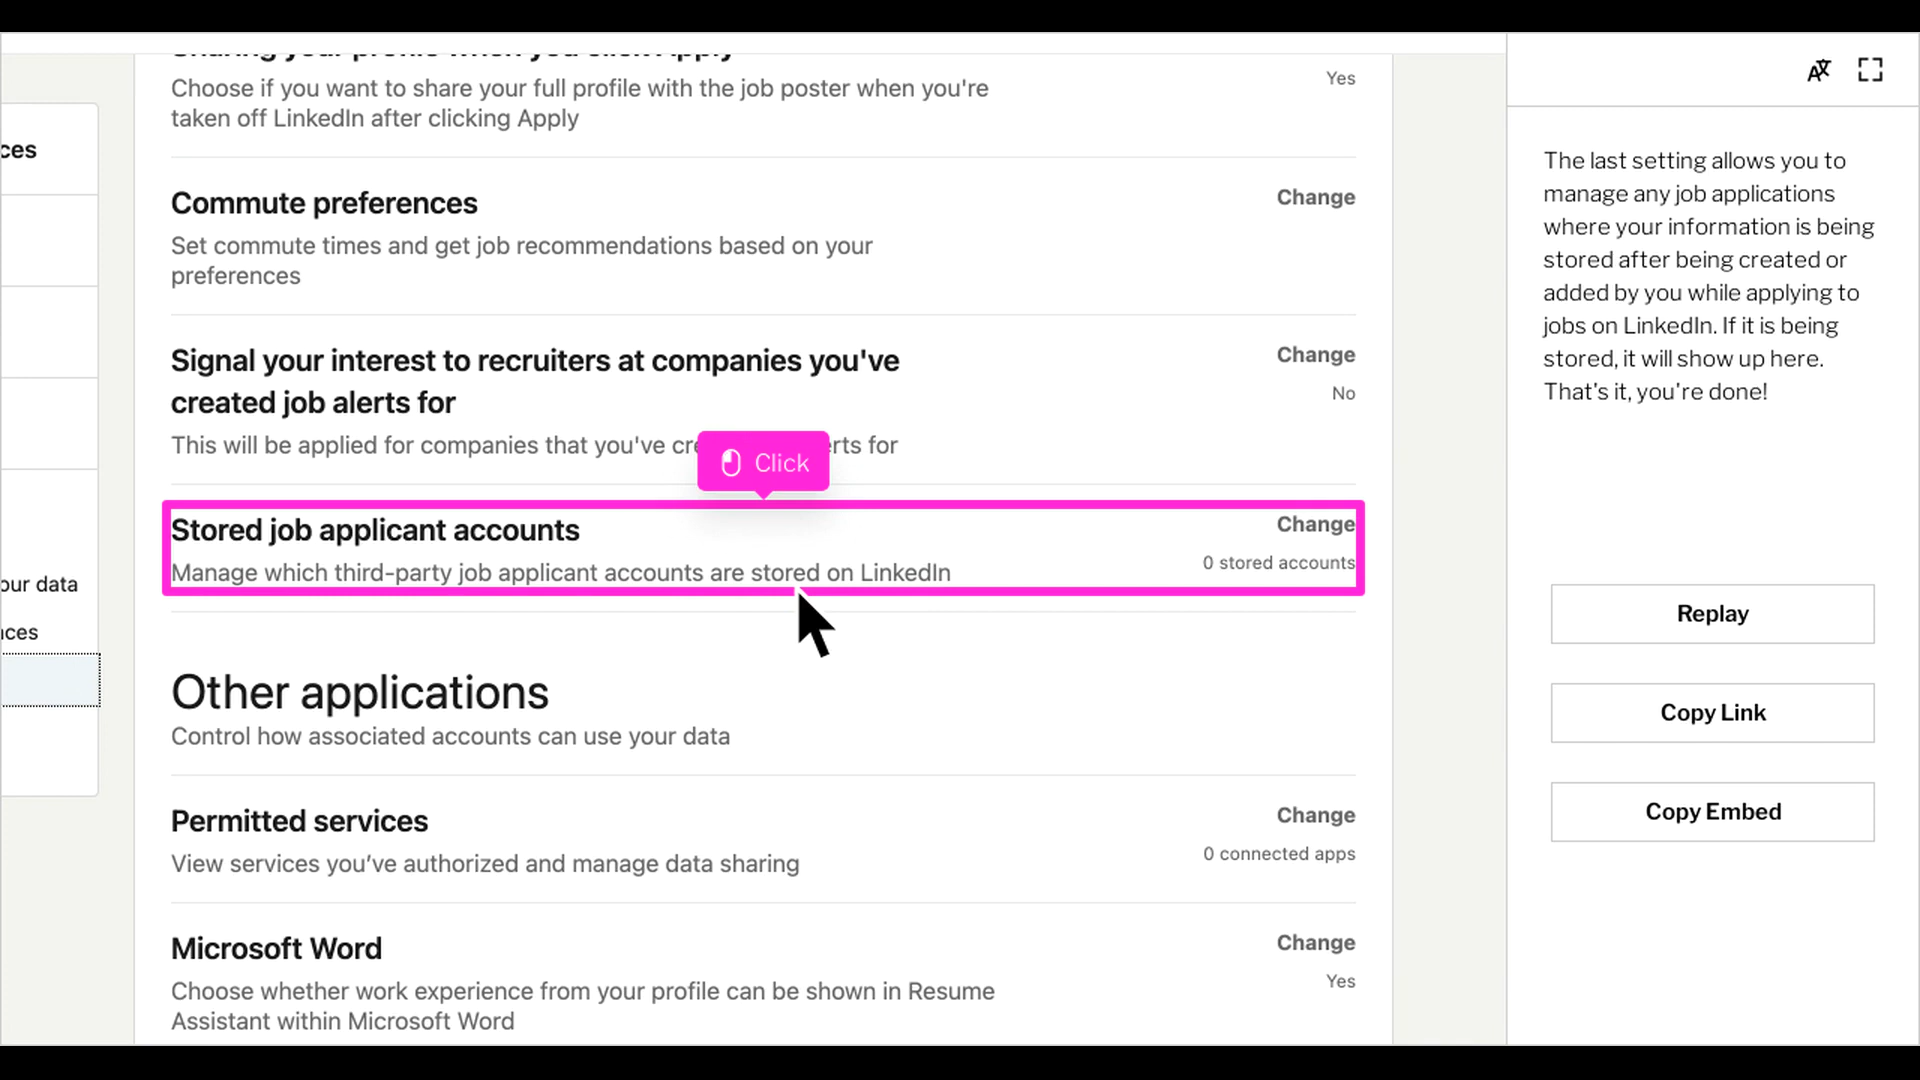 Sharing your profile when you click Apply
Yes
Choose if you want to share your full profile with the job poster when you're
taken off LinkedIn after clicking Apply
Commute preferences
Change
Set commute times and get job recommendations based on your
preferences
Signal your interest to recruiters at companies you've
created job alerts for
Change
No
This will be applied for companies that you've cre
rts for
Click
Stored job applicant accounts
Change
Manage which third-party job applicant accounts are stored on LinkedIn
0 stored accounts
Other applications
Control how associated accounts can use your data
Permitted services
Change
View services you’ve authorized and manage data sharing
0 connected apps
Microsoft Word
Change
Choose whether work experience from your profile can be shown in Resume
Assistant within Microsoft Word
Yes
ces
our data
nces
The last setting allows you to
manage any job applications
where your information is being
stored after being created or
added by you while applying to
jobs on LinkedIn. If it is being
stored, it will show up here.
That's it, you're done!
Replay
Copy Link
Copy Embed